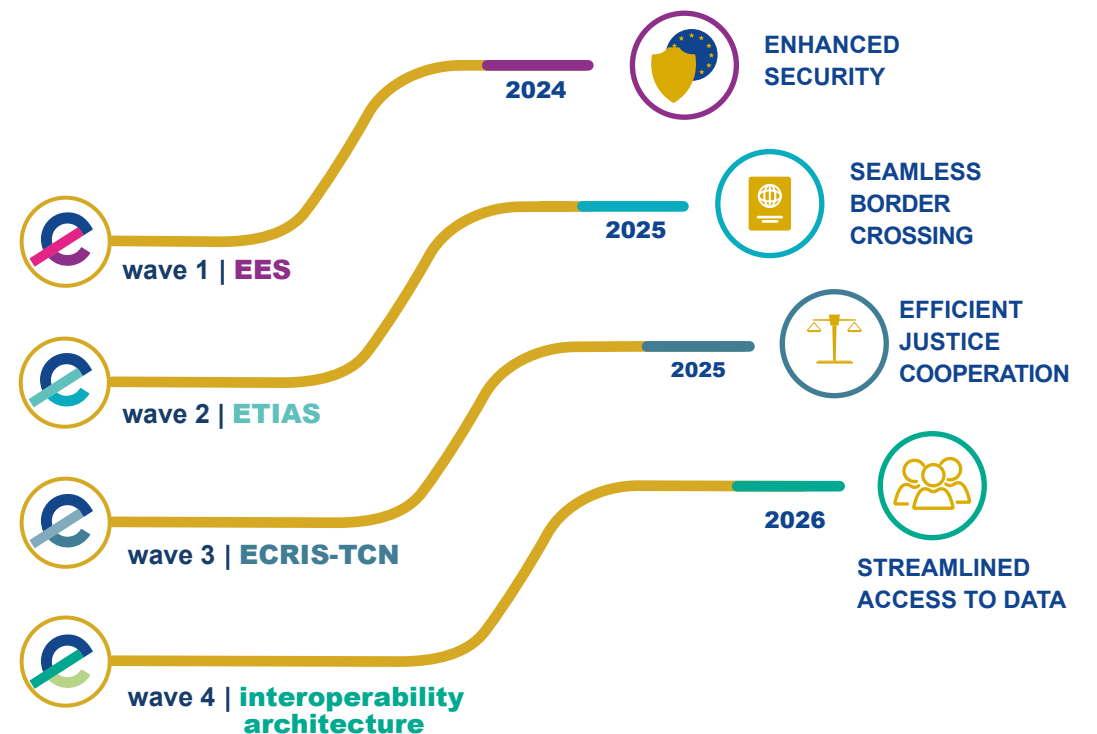 ENHANCED
SECURITY
2024
wave 1 | EES
SEAMLESS
BORDER
CROSSING
2025
wave 2 | ETIAS
EFFICIENT
JUSTICE
COOPERATION
2025
wave 3 | ECRIS-TCN
2026
STREAMLINED
ACCESS TO DATA
wave 4 | interoperability
architecture